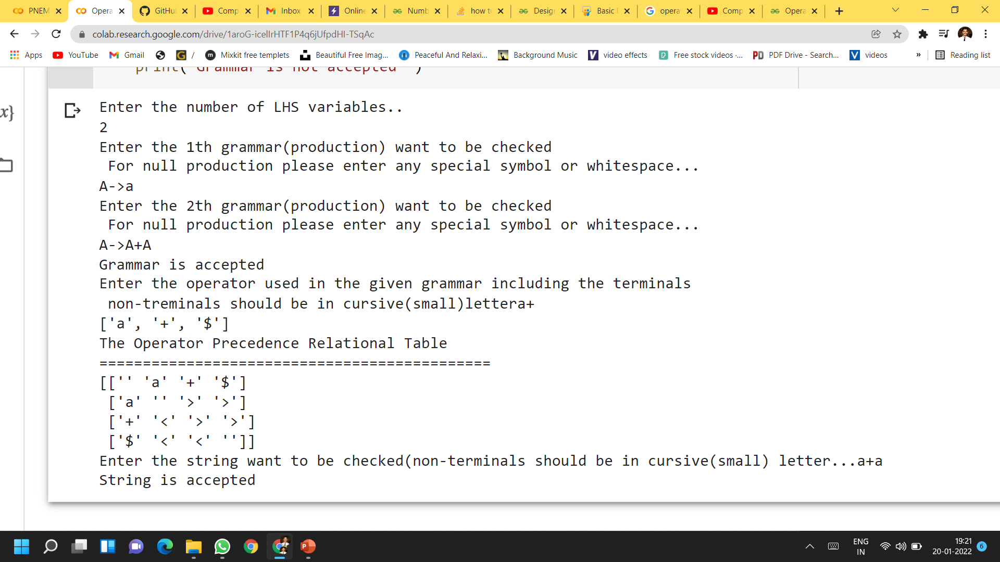 PNEM
Opera
GitHu
Comp
Inbox
Online
Numb
how to
Design
Basic
opera
Comp
Opera
colab.research.google.com/drive/1aroG-icelIrHTF1P4q6jUfpdHI-TSqAc
Apps YouTube Gmail / Mixkit free templets Beautiful Free Imag... Peaceful And Relaxi... Background Music video effects Free stock videos -... PDF Drive - Search... videos » Reading list
print("Grammar is not accepted ")
{x}
Enter the number of LHS variables..
2
Enter the 1th grammar(production) want to be checked
For null production please enter any special symbol or whitespace...
A->a
Enter the 2th grammar(production) want to be checked
For null production please enter any special symbol or whitespace...
A->A+A
Grammar is accepted
Enter the operator used in the given grammar including the terminals
non-treminals should be in cursive(small)lettera+
['a', '+', '$']
The Operator Precedence Relational Table
=============================================
[['' 'a' '+' '$']
['a' '' '>' '>']
['+' '<' '>' '>']
['$' '<' '<' '']]
Enter the string want to be checked(non-terminals should be in cursive(small) letter...a+a
String is accepted
ENG
IN
19:21
20-01-2022
6